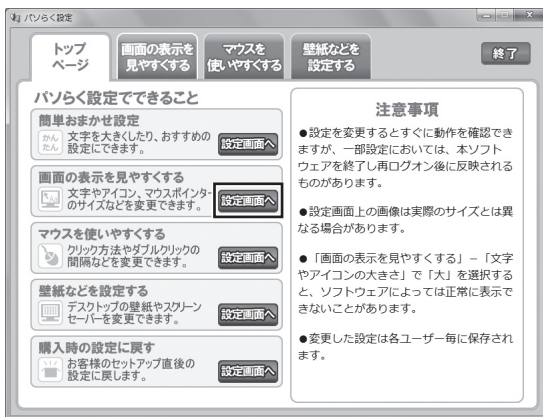 パソらく設定
トップ
ページ
画面の表示を
見やすくする
マウスを
使いやすくする
壁紙などを
設定する
終了
パソらく設定でできること
簡単おまかせ設定
かん
たん
文字を大きくしたり、おすすめの
設定にできます。
設定画面へ
画面の表示を見やすくする
文字やアイコン、マウスポインタ-
のサイズなどを変更できます。
設定画面へ
マウスを使いやすくする
クリック方法やダブルクリックの
間隔などを変更できます。
設定画面へ
壁紙などを設定する
デスクトップの壁紙やスクリーン
セーバーを変更できます。
設定画面へ
購入時の設定に戻す
お客様のセットアップ直後の
設定に戻します。
設定画面へ
注意事項
●設定を変更するとすぐに動作を確認でき
ますが、一部設定においては、本ソフト
ウェアを終了し再ログオン後に反映される
ものがあります。
●設定画面上の画像は実際のサイズとは異
なる場合があります。
●「画面の表示を見やすくする」－「文字
やアイコンの大きさ」で「大」を選択する
と、ソフトウェアによっては正常に表示で
きないことがあります。
●変更した設定は各ユーザー毎に保存され
ます。